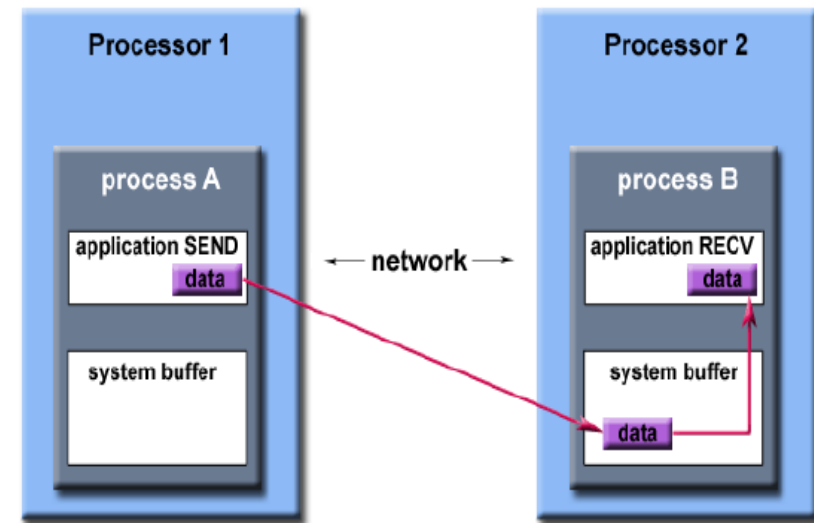 Processor 1
process A
application SEND
data
system buffer
network
Processor 2
process B
application RECV
data
system buffer
data